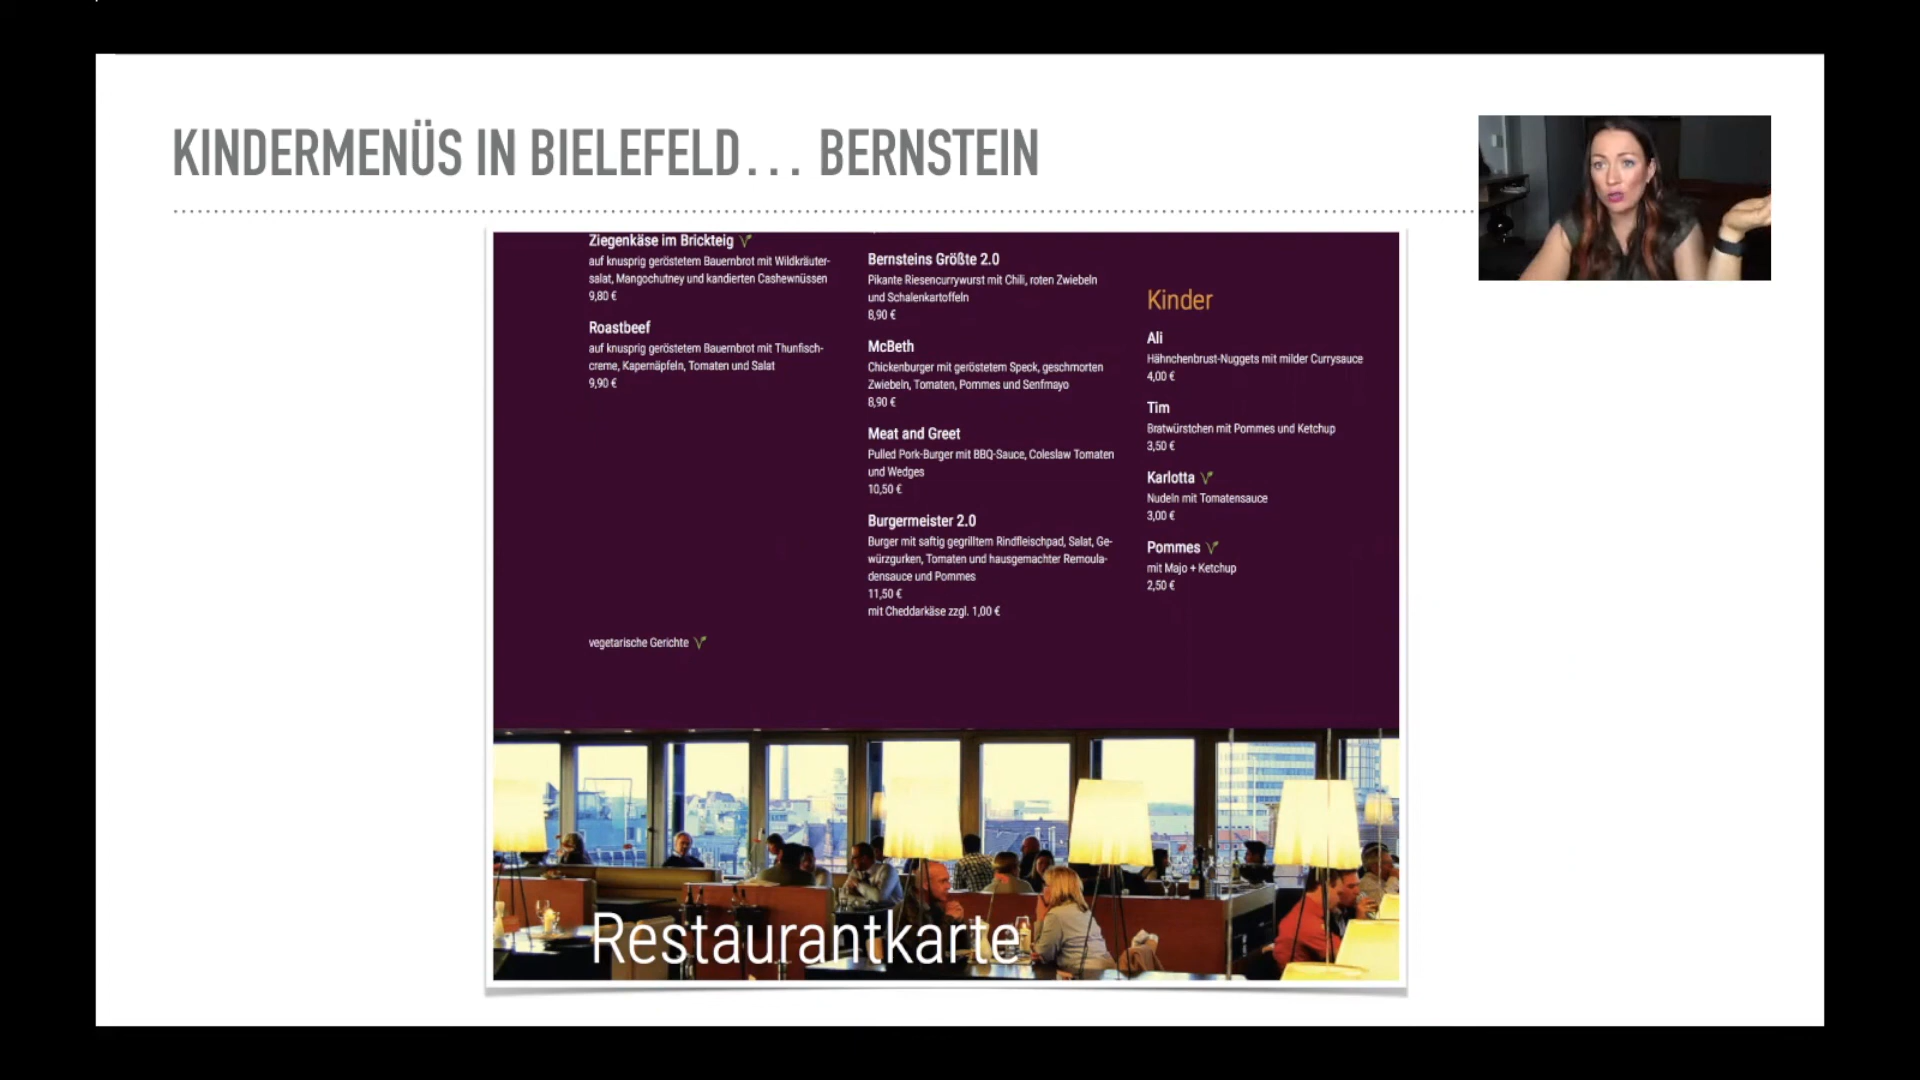 KINDERMENÜS IN BIELEFELD... BERNSTEIN
Ziegenkäse im Brickteig
auf knusprig geröstetem Bauernbrot mit Wildkräuter-
salat, Mangochutney und kandierten Cashewnüssen
9,80 €
Roastbeef
auf knusprig geröstetem Bauernbrot mit Thunfisch-
creme, Kapernäpfeln, Tomaten und Salat
9,90 €
vegetarische Gerichte
Bernsteins Größte 2.0
Pikante Riesencurrywurst mit Chili, roten Zwiebeln
und Schalenkartoffeln
8,90 €
McBeth
Chickenburger mit geröstetem Speck, geschmorten
Zwiebeln, Tomaten, Pommes und Senfmayo
8,90 €
Meat and Greet
Pulled Pork-Burger mit BBQ-Sauce, Coleslaw Tomaten
und Wedges
10,50 €
Burgermeister 2.0
Burger mit saftig gegrilltem Rindfleischpad, Salat, Ge-
würzgurken, Tomaten und hausgemachter Remoula-
densauce und Pommes
11,50 €
mit Cheddarkäse zzgl. 1,00 €
Kinder
Ali
Hähnchenbrust-Nuggets mit milder Currysauce
4,00 €
Tim
Bratwürstchen mit Pommes und Ketchup
3,50 €
Karlotta
Nudeln mit Tomatensauce
3,00 €
Pommes
mit Majo + Ketchup
2,50 €
Restaurantkarte